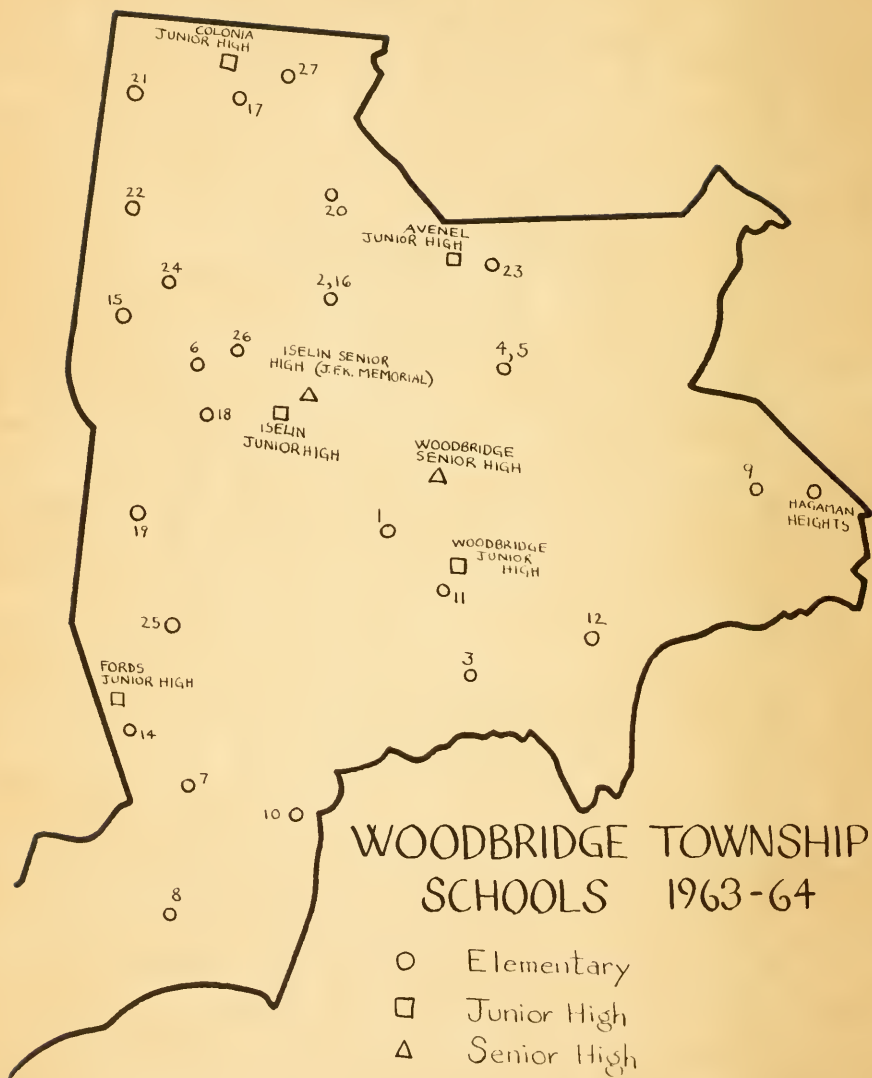 COLONIA
JUNIOR HIGH
27
21
17
22
20
AVENEL
JUNIOR HIGH
23
24
2,16
15
6
26
ISELIN SENIOR
HIGH (J.F.K. MEMORIAL)
4,5
18
ISELIN
JUNIOR HIGH
WOODBRIDGE
SENIOR HIGH
9
HAGAMAN
HEIGHTS
19
1
WOODBRIDGE
JUNIOR
HIGH
11
25
12
3
FORDS
JUNIOR HIGH
14
7
10
8
WOODBRIDGE TOWNSHIP
SCHOOLS 1963-64
Elementary
Junior High
Senior High